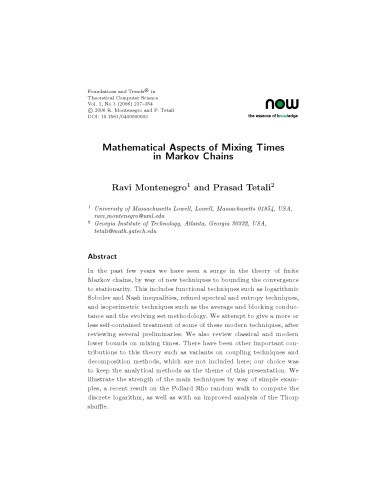 Foundations and Trends® in
Theoretical Computer Science
Vol. 1, No 3 (2006) 237–354
© 2006 R. Montenegro and P. Tetali
DOI: 10.1561/0400000003
now
the essence of knowledge
Mathematical Aspects of Mixing Times
in Markov Chains
Ravi Montenegro¹ and Prasad Tetali²
¹ University of Massachusetts Lowell, Lowell, Massachusetts 01854, USA,
ravi_montenegro@uml.edu
² Georgia Institute of Technology, Atlanta, Georgia 30332, USA,
tetali@math.gatech.edu
Abstract
In the past few years we have seen a surge in the theory of finite
Markov chains, by way of new techniques to bounding the convergence
to stationarity. This includes functional techniques such as logarithmic
Sobolev and Nash inequalities, refined spectral and entropy techniques,
and isoperimetric techniques such as the average and blocking conduc-
tance and the evolving set methodology. We attempt to give a more or
less self-contained treatment of some of these modern techniques, after
reviewing several preliminaries. We also review classical and modern
lower bounds on mixing times. There have been other important con-
tributions to this theory such as variants on coupling techniques and
decomposition methods, which are not included here; our choice was
to keep the analytical methods as the theme of this presentation. We
illustrate the strength of the main techniques by way of simple exam-
ples, a recent result on the Pollard Rho random walk to compute the
discrete logarithm, as well as with an improved analysis of the Thorp
shuffle.